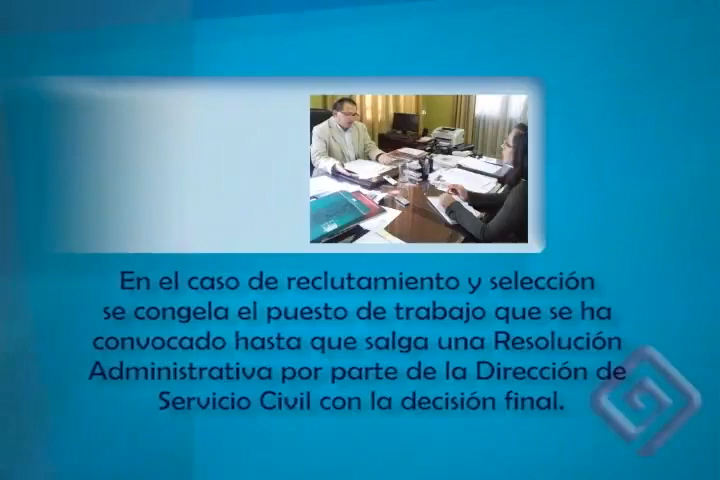 En el caso de reclutamiento y selección
se congela el puesto de trabajo que se ha
convocado hasta que salga una Resolución
Administrativa por parte de la Dirección de
Servicio Civil con la decisión final.